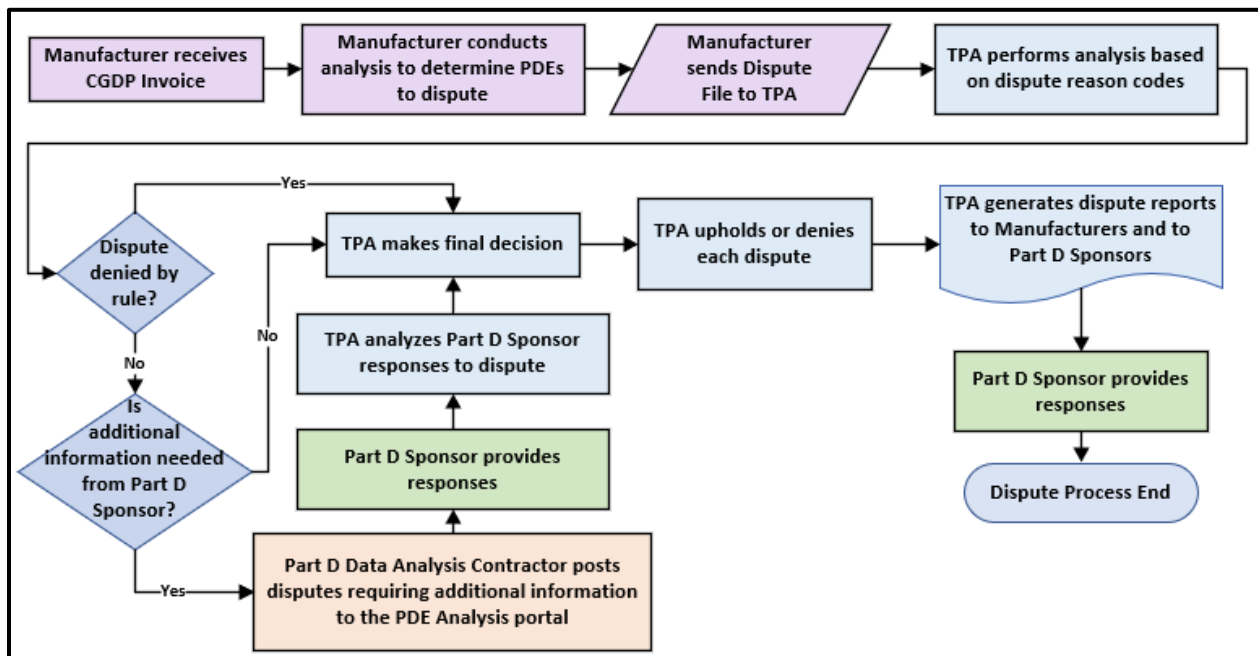 Manufacturer receives
CGDP Invoice
Manufacturer conducts
analysis to determine PDEs
to dispute
Manufacturer
sends Dispute
File to TPA
TPA performs analysis based
on dispute reason codes
Yes
Dispute
denied by
rule?
No
TPA makes final decision
TPA upholds or denies
each dispute
TPA generates dispute reports
to Manufacturers and to
Part D Sponsors
No
Is
additional
information needed
from Part D
Sponsor?
Yes
TPA analyzes Part D Sponsor
responses to dispute
Part D Sponsor provides
responses
Part D Data Analysis Contractor posts
disputes requiring additional information
to the PDE Analysis portal
Part D Sponsor provides
responses
Dispute Process End